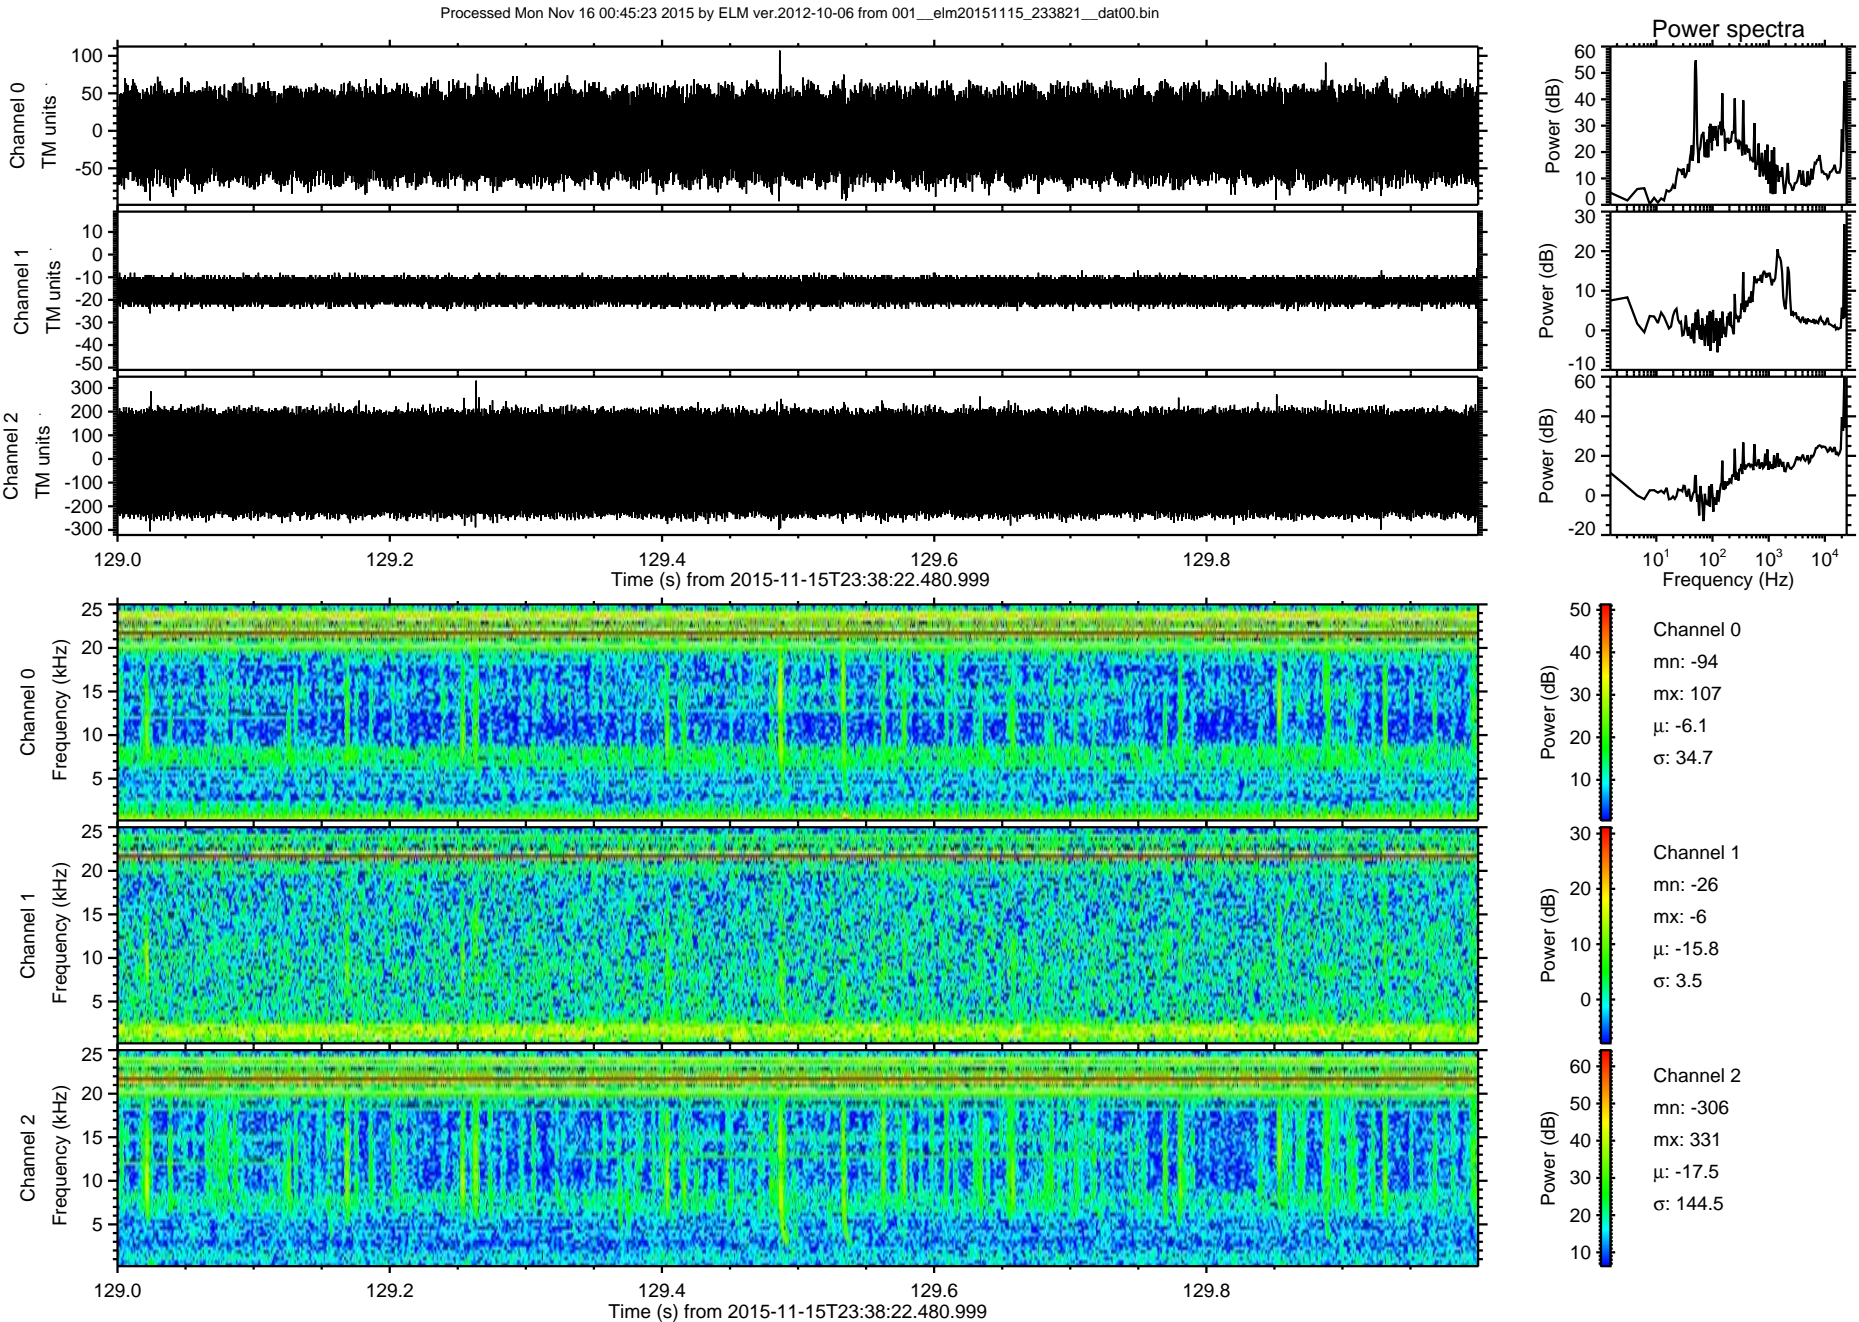 Processed Mon Nov 16 00:45:23 2015 by ELM ver.2012-10-06 from 001__elm20151115_233821__dat00.bin
Power spectra
Channel 0
TM units
100
50
0
-50
Power (dB)
60
50
40
30
20
10
0
Channel 1
TM units
10
0
-10
-20
-30
-40
-50
Power (dB)
30
20
10
0
-10
Channel 2
TM units
300
200
100
0
-100
-200
-300
Power (dB)
60
40
20
0
-20
129.0 129.2 129.4 129.6 129.8
Time (s) from 2015-11-15T23:38:22.480.999
10^1 10^2 10^3 10^4
Frequency (Hz)
Channel 0
Frequency (kHz)
25
20
15
10
5
Power (dB)
50
40
30
20
10
Channel 0
mn: -94
mx: 107
μ: -6.1
σ: 34.7
Channel 1
Frequency (kHz)
25
20
15
10
5
Power (dB)
30
20
10
0
Channel 1
mn: -26
mx: -6
μ: -15.8
σ: 3.5
Channel 2
Frequency (kHz)
25
20
15
10
5
Power (dB)
60
50
40
30
20
10
Channel 2
mn: -306
mx: 331
μ: -17.5
σ: 144.5
129.0 129.2 129.4 129.6 129.8
Time (s) from 2015-11-15T23:38:22.480.999